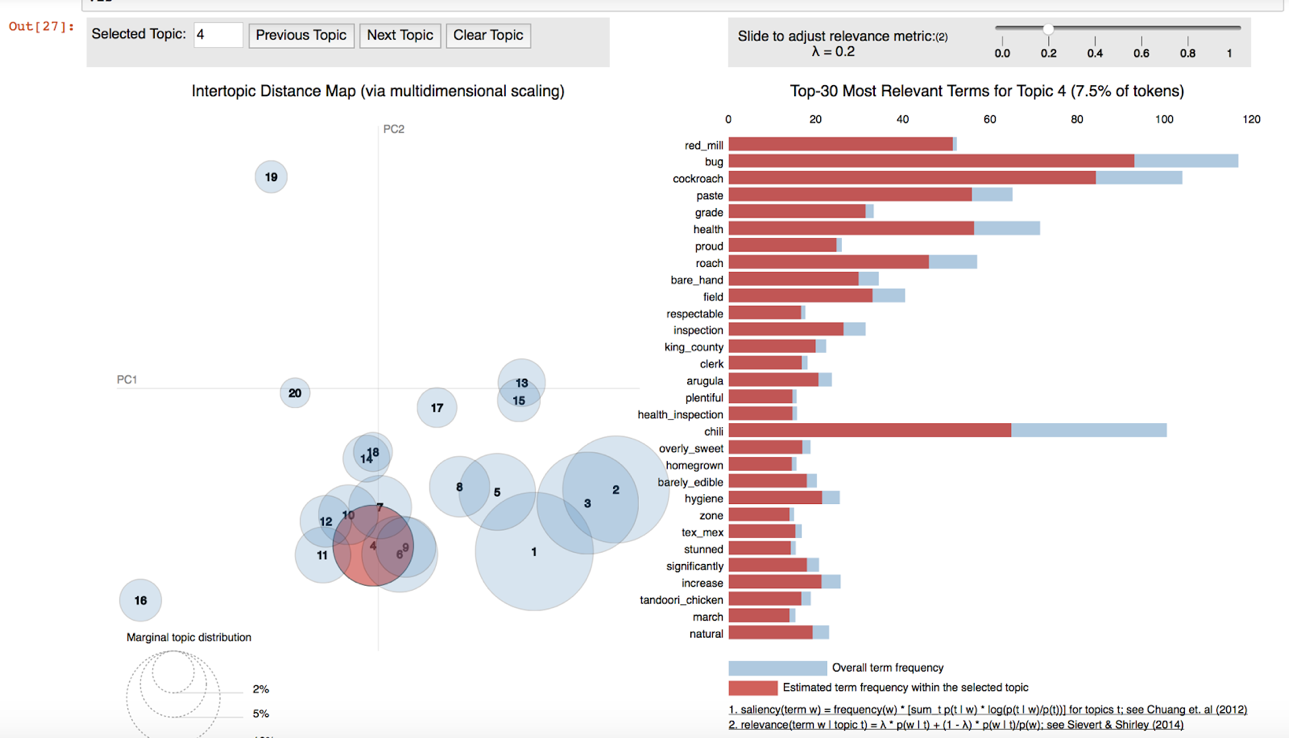 Out[27]:
Selected Topic: 4 Previous Topic Next Topic Clear Topic
Slide to adjust relevance metric:(2)
λ = 0.2
0.0 0.2 0.4 0.6 0.8 1
Intertopic Distance Map (via multidimensional scaling)
PC2
PC1
19
20
13
15
17
18
14
8
5
2
3
1
7
10
12
4
9
6
11
16
Marginal topic distribution
2%
5%
Top-30 Most Relevant Terms for Topic 4 (7.5% of tokens)
0 20 40 60 80 100 120
red_mill
bug
cockroach
paste
grade
health
proud
roach
bare_hand
field
respectable
inspection
king_county
clerk
arugula
plentiful
health_inspection
chili
overly_sweet
homegrown
barely_edible
hygiene
zone
tex_mex
stunned
significantly
increase
tandoori_chicken
march
natural
Overall term frequency
Estimated term frequency within the selected topic
1. saliency(term w) = frequency(w) * [sum_t p(t | w) * log(p(t | w)/p(t))] for topics t; see Chuang et. al (2012)
2. relevance(term w | topic t) = λ * p(w | t) + (1 - λ) * p(w | t)/p(w); see Sievert & Shirley (2014)